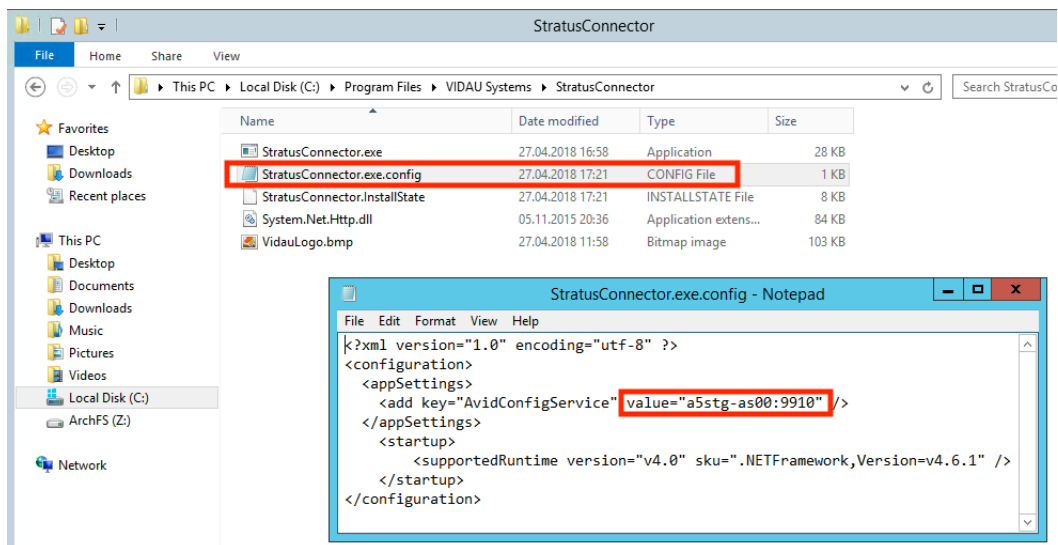 StratusConnector
File Home Share View
This PC Local Disk (C:) Program Files VIDAU Systems StratusConnector
Search StratusCo
Favorites
Desktop
Downloads
Recent places
This PC
Desktop
Documents
Downloads
Music
Pictures
Videos
Local Disk (C:)
ArchFS (Z:)
Network
Name Date modified Type Size
StratusConnector.exe 27.04.2018 16:58 Application 28 KB
StratusConnector.exe.config 27.04.2018 17:21 CONFIG File 1 KB
StratusConnector.InstallState 27.04.2018 17:21 INSTALLSTATE File 8 KB
System.Net.Http.dll 05.11.2015 20:36 Application extens... 84 KB
VidauLogo.bmp 27.04.2018 11:58 Bitmap image 103 KB
StratusConnector.exe.config - Notepad
File Edit Format View Help
<?xml version="1.0" encoding="utf-8" ?>
<configuration>
<appSettings>
<add key="AvidConfigService" value="a5stg-as00:9910" />
</appSettings>
<startup>
<supportedRuntime version="v4.0" sku=".NETFramework,Version=v4.6.1" />
</startup>
</configuration>